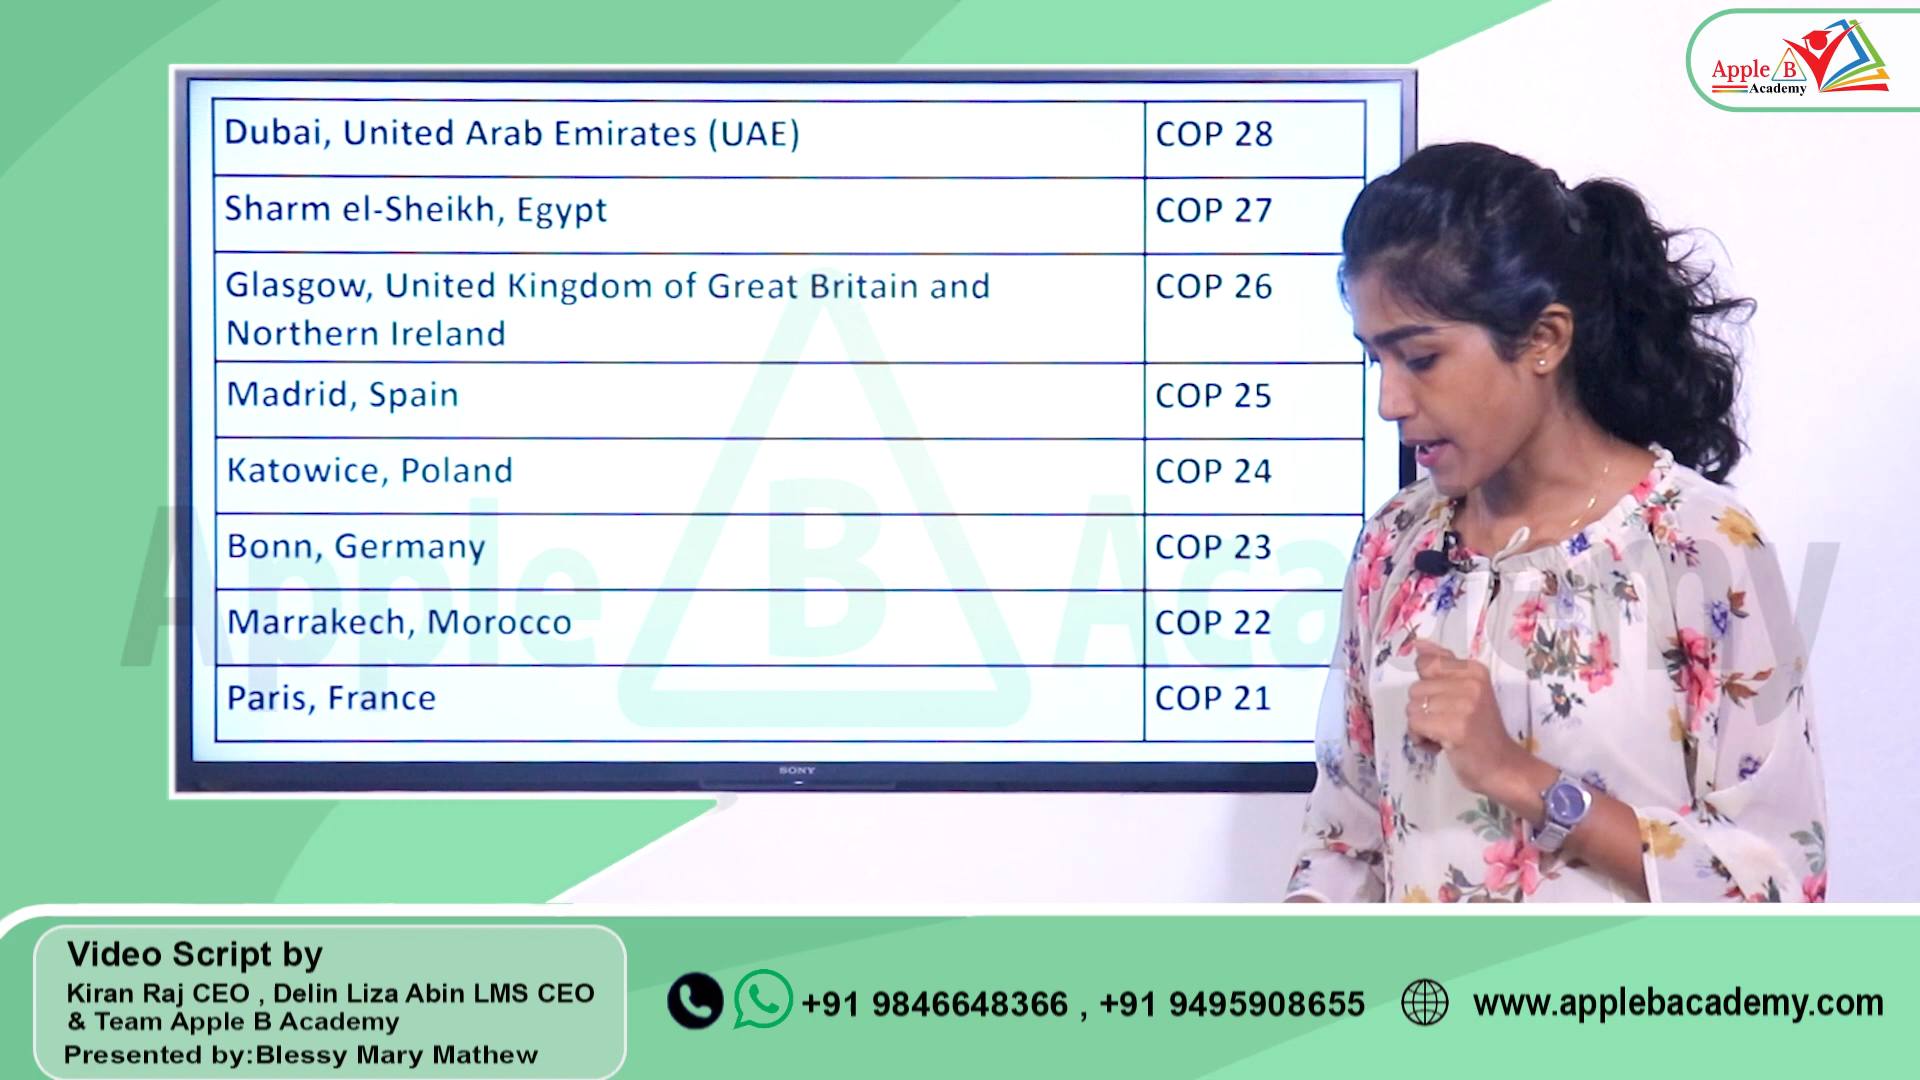 Apple B
Academy
Dubai, United Arab Emirates (UAE) COP 28
Sharm el-Sheikh, Egypt COP 27
Glasgow, United Kingdom of Great Britain and COP 26
Northern Ireland
Madrid, Spain COP 25
Katowice, Poland COP 24
Bonn, Germany COP 23
Marrakech, Morocco COP 22
Paris, France COP 21
Apple B Academy
SONY
Video Script by
Kiran Raj CEO , Delin Liza Abin LMS CEO
& Team Apple B Academy
Presented by:Blessy Mary Mathew
+91 9846648366 , +91 9495908655
www.applebacademy.com